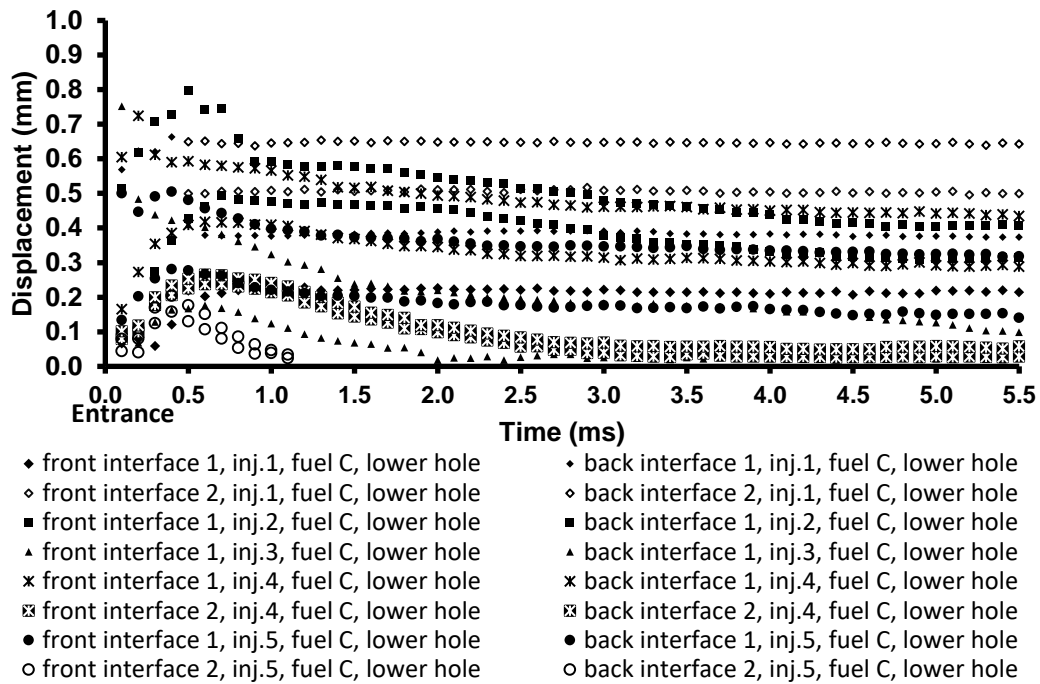 1.0
0.9
0.8
0.7
0.6
0.5
0.4
0.3
0.2
0.1
0.0
Displacement (mm)
0.0 0.5 1.0 1.5 2.0 2.5 3.0 3.5 4.0 4.5 5.0 5.5
Entrance
Time (ms)
front interface 1, inj.1, fuel C, lower hole
back interface 1, inj.1, fuel C, lower hole
front interface 2, inj.1, fuel C, lower hole
back interface 2, inj.1, fuel C, lower hole
front interface 1, inj.2, fuel C, lower hole
back interface 1, inj.2, fuel C, lower hole
front interface 1, inj.3, fuel C, lower hole
back interface 1, inj.3, fuel C, lower hole
front interface 1, inj.4, fuel C, lower hole
back interface 1, inj.4, fuel C, lower hole
front interface 2, inj.4, fuel C, lower hole
back interface 2, inj.4, fuel C, lower hole
front interface 1, inj.5, fuel C, lower hole
back interface 1, inj.5, fuel C, lower hole
front interface 2, inj.5, fuel C, lower hole
back interface 2, inj.5, fuel C, lower hole